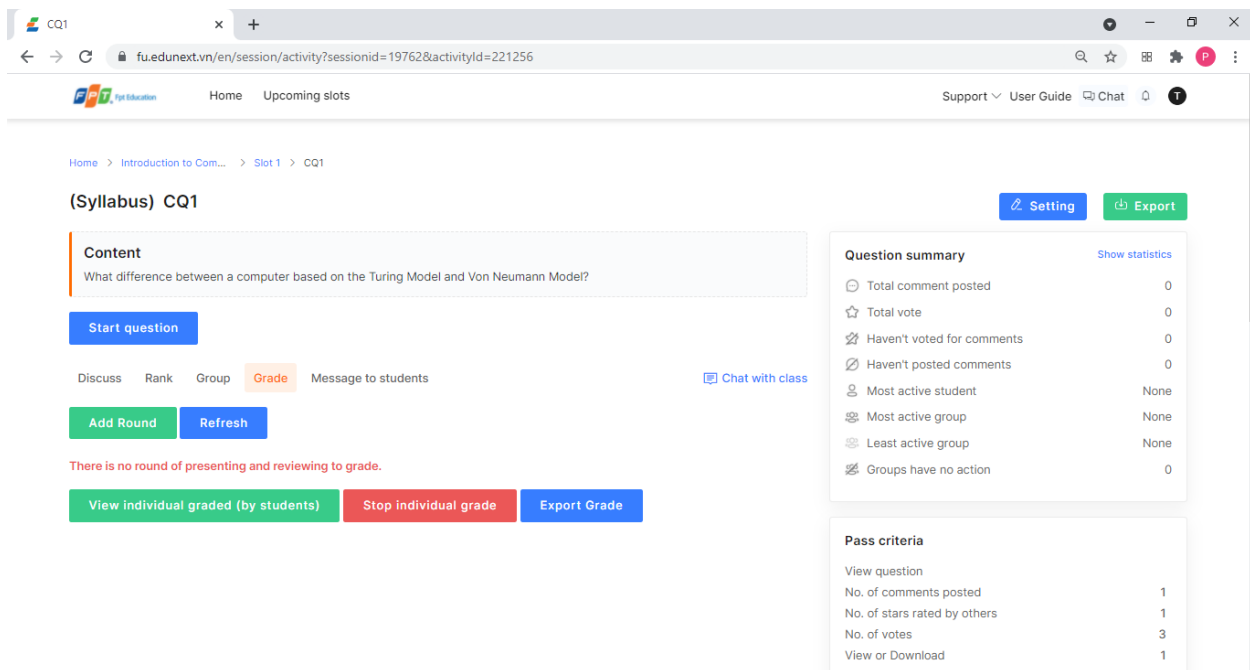 CQ1
fu.edunext.vn/en/session/activity?sessionid=19762&activityId=221256
P
FPT Fpt Education
Home
Upcoming slots
Support
User Guide
Chat
T
Home > Introduction to Com... > Slot 1 > CQ1
(Syllabus) CQ1
Setting
Export
Content
What difference between a computer based on the Turing Model and Von Neumann Model?
Start question
Discuss
Rank
Group
Grade
Message to students
Chat with class
Add Round
Refresh
There is no round of presenting and reviewing to grade.
View individual graded (by students)
Stop individual grade
Export Grade
Question summary
Show statistics
Total comment posted 0
Total vote 0
Haven't voted for comments 0
Haven't posted comments 0
Most active student None
Most active group None
Least active group None
Groups have no action 0
Pass criteria
View question
No. of comments posted 1
No. of stars rated by others 1
No. of votes 3
View or Download 1